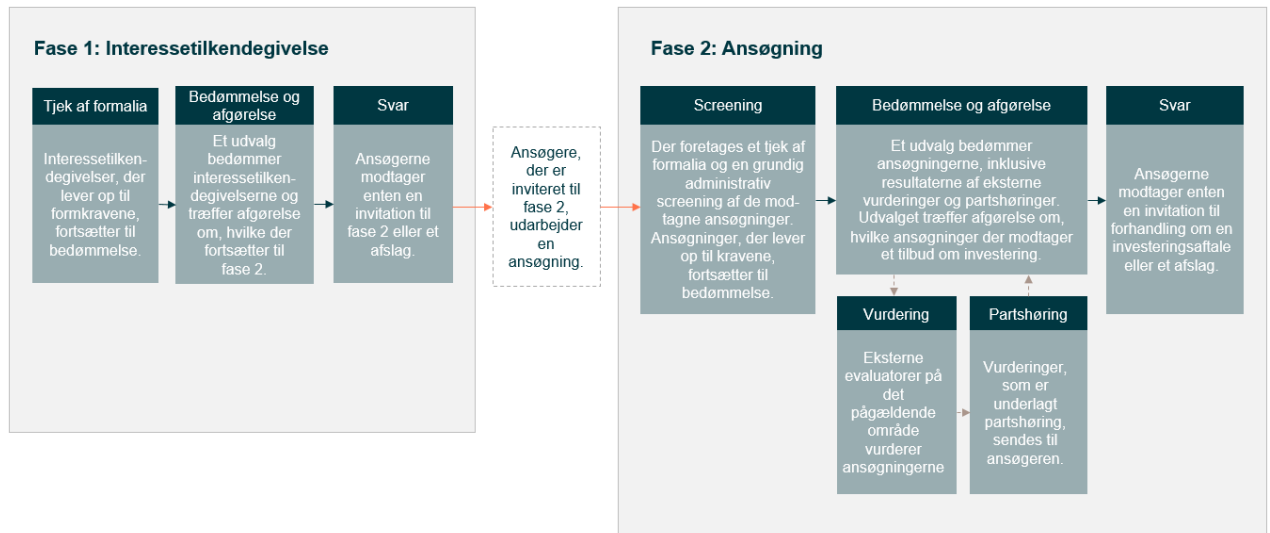 Fase 1: Interessetilkendegivelse
Tjek af formalia
Interessetilken-
degivelser, der
lever op til
formkravene,
fortsætter til
bedømmelse.
Bedømmelse og
afgørelse
Et udvalg
bedømmer
interessetilken-
degivelserne og
træffer afgørelse
om, hvilke der
fortsætter til
fase 2.
Svar
Ansøgerne
modtager
enten en
invitation til
fase 2 eller et
afslag.
Ansøgere,
der er
inviteret til
fase 2,
udarbejder
en
ansøgning.
Fase 2: Ansøgning
Screening
Der foretages et tjek af
formalia og en grundig
administrativ
screening af de mod-
tagne ansøgninger.
Ansøgninger, der lever
op til kravene,
fortsætter til
bedømmelse.
Bedømmelse og afgørelse
Et udvalg bedømmer
ansøgningerne, inklusive
resultaterne af eksterne
vurderinger og partshøringer.
Udvalget træffer afgørelse om,
hvilke ansøgninger der modtager
et tilbud om investering.
Vurdering
Eksterne
evaluatorer på
det
pågældende
område
vurderer
ansøgningerne
Partshøring
Vurderinger,
som er
underlagt
partshøring,
sendes til
ansøgeren.
Svar
Ansøgerne
modtager enten
en invitation til
forhandling om en
investeringsaftale
eller et afslag.